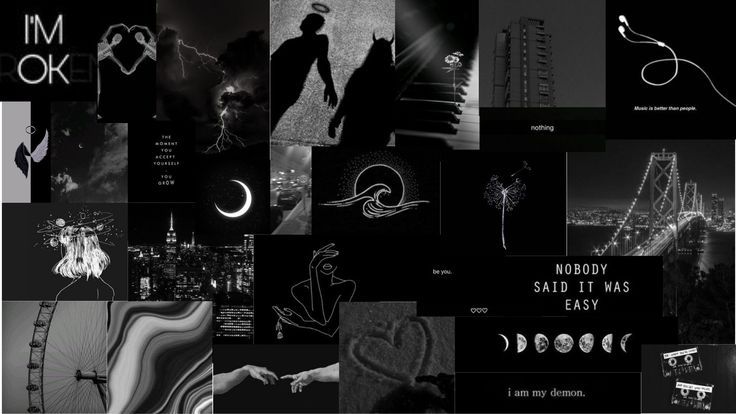 I'M
BROKEN
OK
Music is better than people.
nothing
THE
MOMENT
YOU
ACCEPT
YOURSELF
YOU
GROW
be you.
♡♡♡
NOBODY
SAID IT WAS
EASY
i am my demon.